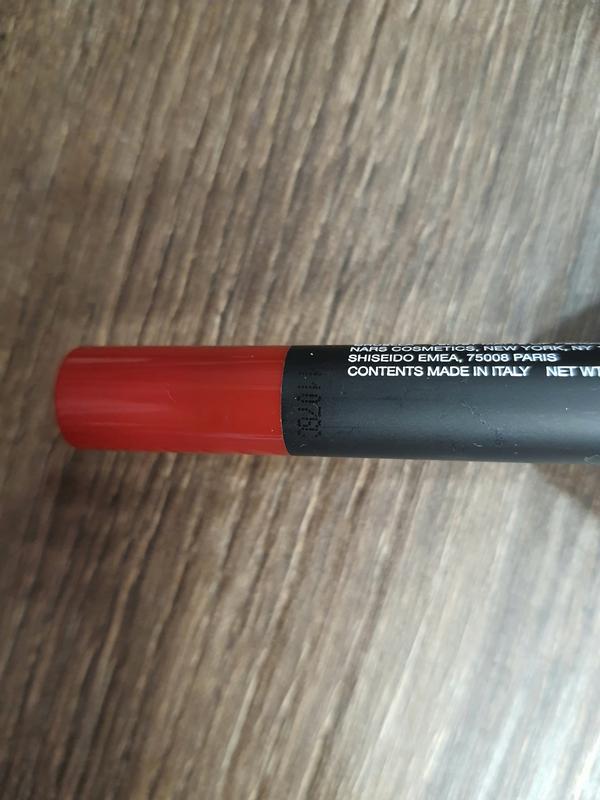 NARS COSMETICS, NEW YORK, NY
SHISEIDO EMEA, 75008 PARIS
CONTENTS MADE IN ITALY NET WT